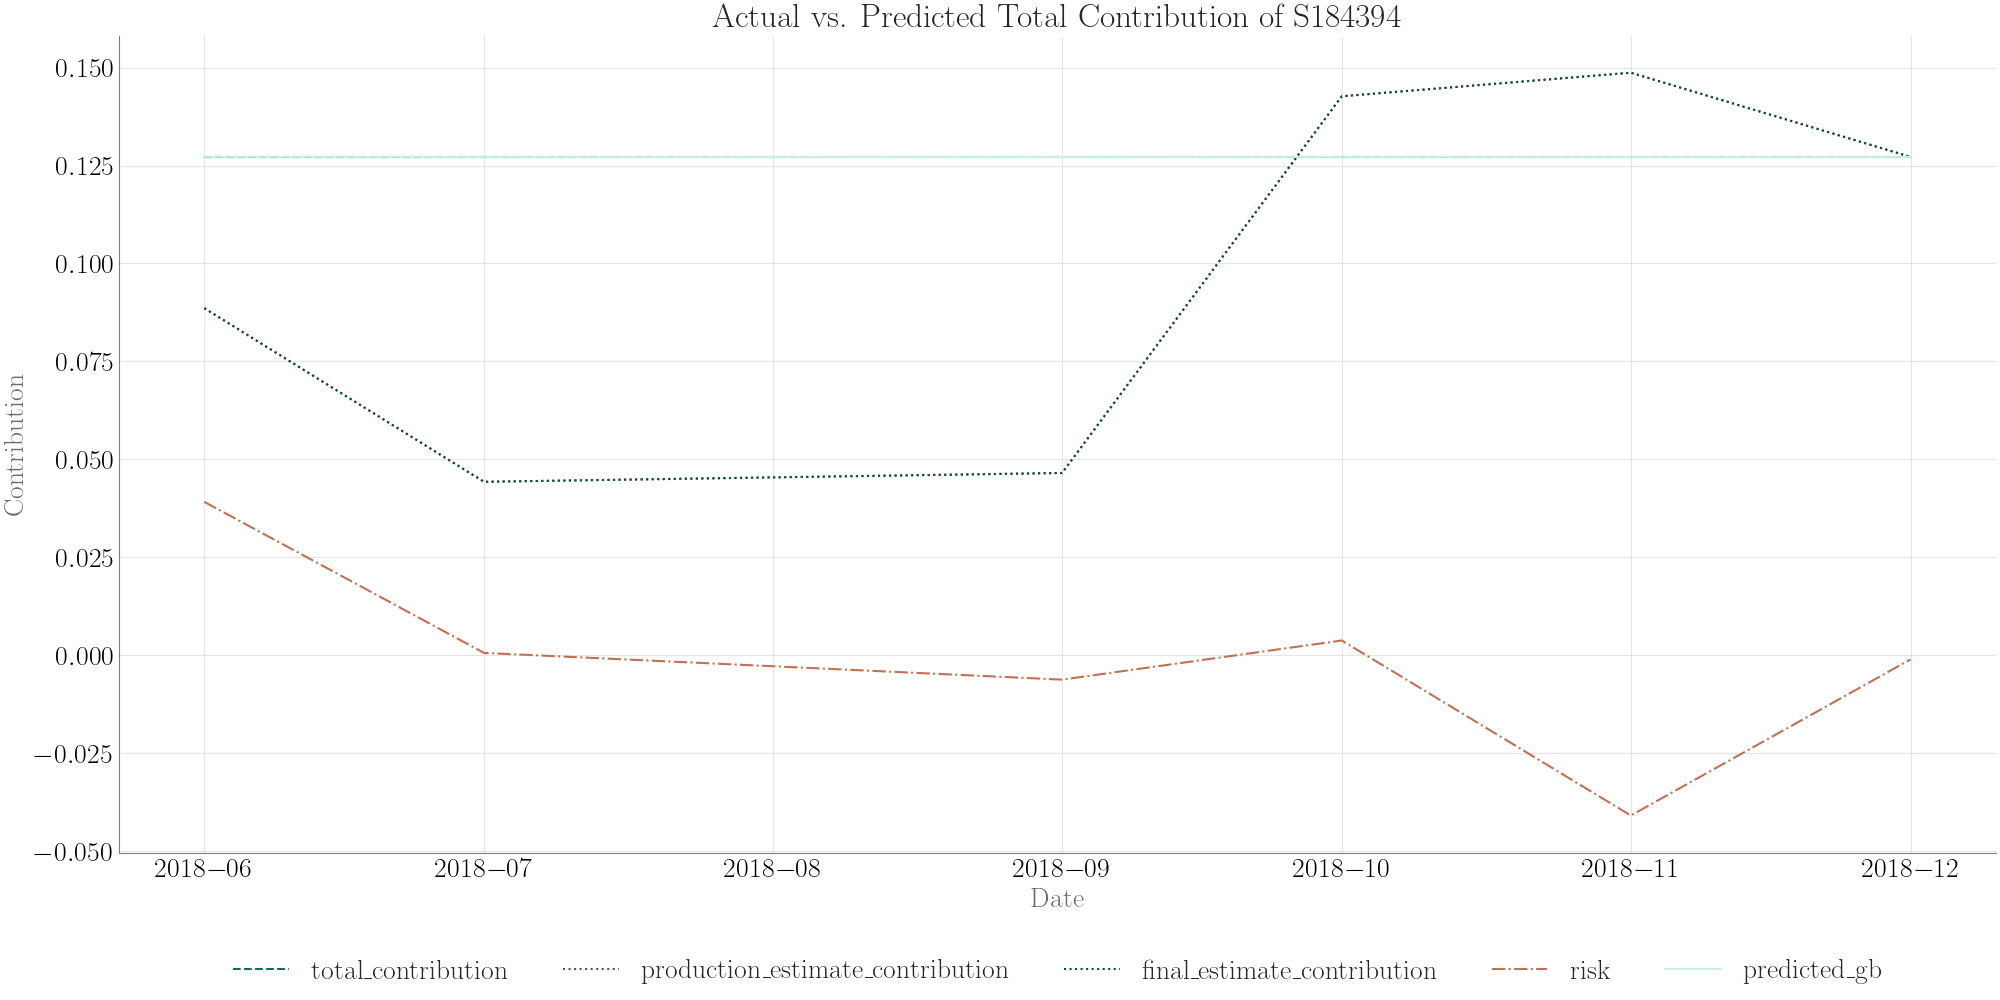 Actual vs. Predicted Total Contribution of S184394
0.150
0.125
0.100
0.075
0.050
0.025
0.000
−0.025
−0.050
Contribution
2018−06 2018−07 2018−08 2018−09 2018−10 2018−11 2018−12
Date
total_contribution production_estimate_contribution final_estimate_contribution risk predicted_gb